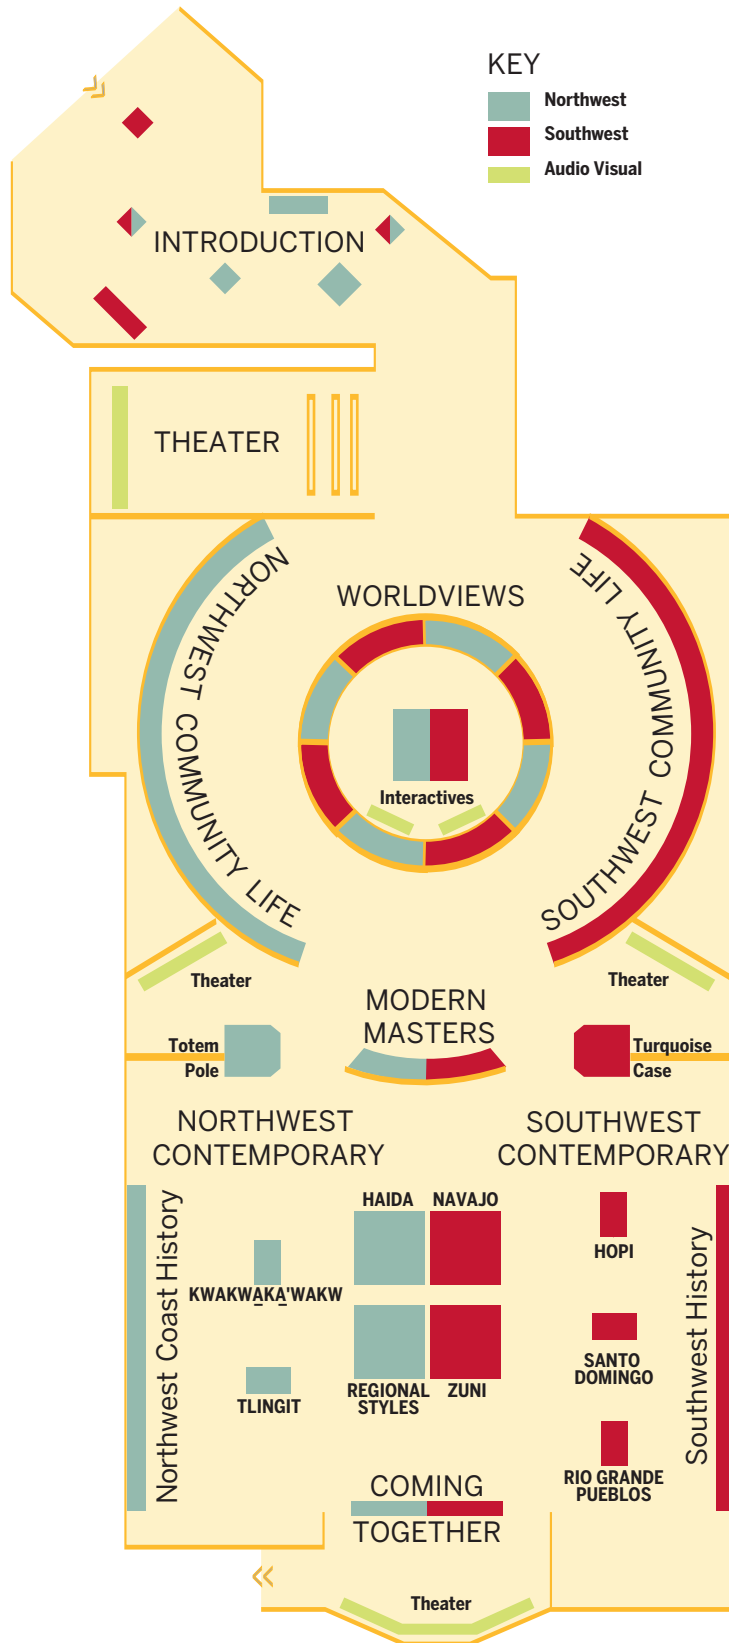 KEY
Northwest
Southwest
Audio Visual
INTRODUCTION
THEATER
NORTHWEST COMMUNITY LIFE
WORLDVIEWS
Interactives
SOUTHWEST COMMUNITY LIFE
Theater
Theater
MODERN
MASTERS
Totem
Pole
Turquoise
Case
NORTHWEST
CONTEMPORARY
SOUTHWEST
CONTEMPORARY
Northwest Coast History
HAIDA
NAVAJO
KWAKWA̲KA̲'WAKW
TLINGIT
REGIONAL
STYLES
ZUNI
HOPI
SANTO
DOMINGO
RIO GRANDE
PUEBLOS
Southwest History
COMING
TOGETHER
Theater